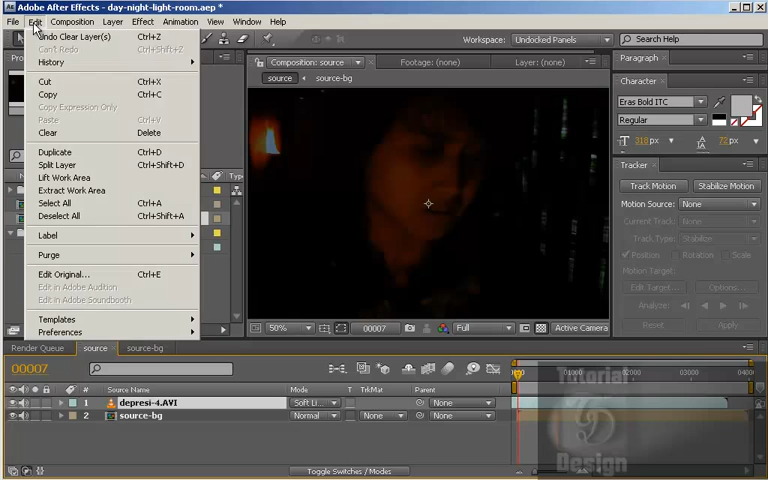 Adobe After Effects - day-night-light-room.aep *
File Edit Composition Layer Effect Animation View Window Help
Workspace: Undocked Panels Search Help
Undo Clear Layer(s) Ctrl+Z
Can't Redo Ctrl+Shift+Z
History
Cut Ctrl+X
Copy Ctrl+C
Copy Expression Only
Paste Ctrl+V
Clear Delete
Duplicate Ctrl+D
Split Layer Ctrl+Shift+D
Lift Work Area
Extract Work Area
Select All Ctrl+A
Deselect All Ctrl+Shift+A
Label
Purge
Edit Original... Ctrl+E
Edit in Adobe Audition
Edit in Adobe Soundbooth
Templates
Preferences
Composition: source Footage: (none) Layer: (none)
source source-bg
50% 00007 Full Active Camera
Paragraph
Character
Eras Bold ITC
Regular
310 px 72 px
Tracker
Track Motion Stabilize Motion
Motion Source: None
Current Track:
Track Type: Stabilize
Position Rotation Scale
Motion Target:
Edit Target... Options...
Analyze:
Reset Apply
Render Queue source source-bg
00007 01000 02000 03000 0400
# Source Name Mode T TrkMat Parent
1 depresi-4.AVI Soft Li... None
2 source-bg Normal None None
Toggle Switches / Modes
Tutorial
Design